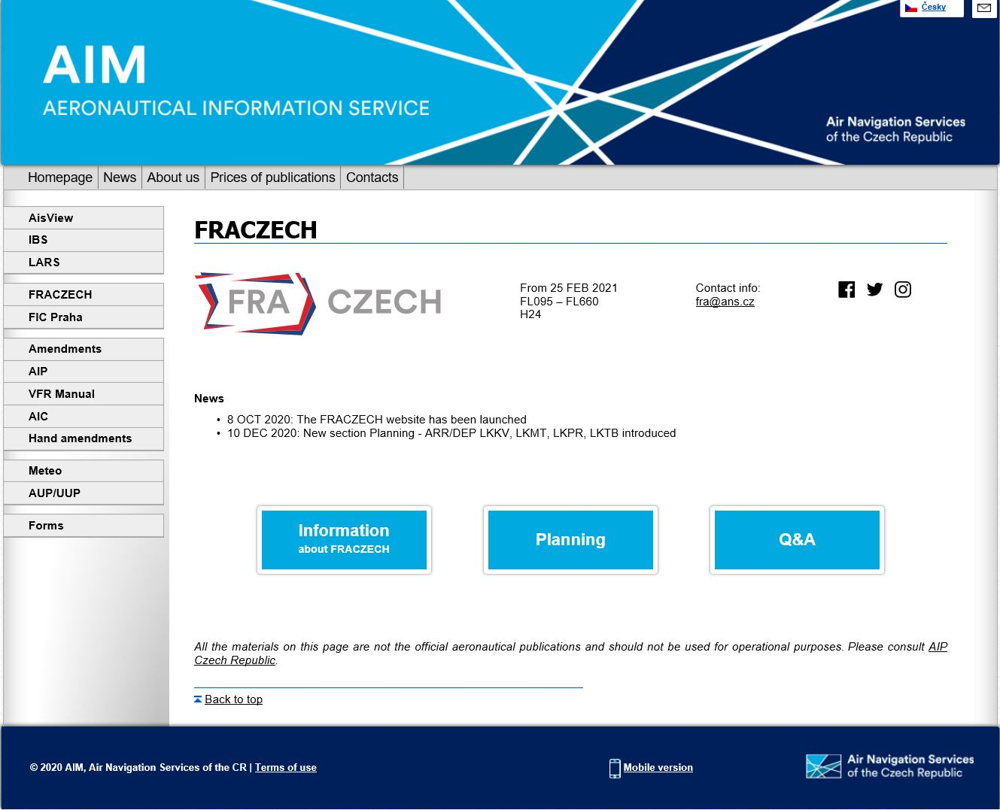 Česky
AIM
AERONAUTICAL INFORMATION SERVICE
Air Navigation Services
of the Czech Republic
Homepage
News
About us
Prices of publications
Contacts
AisView
IBS
LARS
FRACZECH
FIC Praha
Amendments
AIP
VFR Manual
AIC
Hand amendments
Meteo
AUP/UUP
Forms
FRACZECH
FRA CZECH
From 25 FEB 2021
FL095 – FL660
H24
Contact info:
fra@ans.cz
News
• 8 OCT 2020: The FRACZECH website has been launched
• 10 DEC 2020: New section Planning - ARR/DEP LKKV, LKMT, LKPR, LKTB introduced
Information
about FRACZECH
Planning
Q&A
All the materials on this page are not the official aeronautical publications and should not be used for operational purposes. Please consult AIP
Czech Republic.
Back to top
© 2020 AIM, Air Navigation Services of the CR | Terms of use
Mobile version
Air Navigation Services
of the Czech Republic